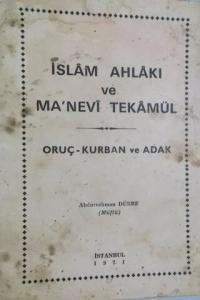 İSLÂM AHLÂKI
ve
MA'NEVÎ TEKÂMÜL
ORUÇ - KURBAN ve ADAK
Abdurrahman DÜRRE
(Müftü)
İSTANBUL
1971